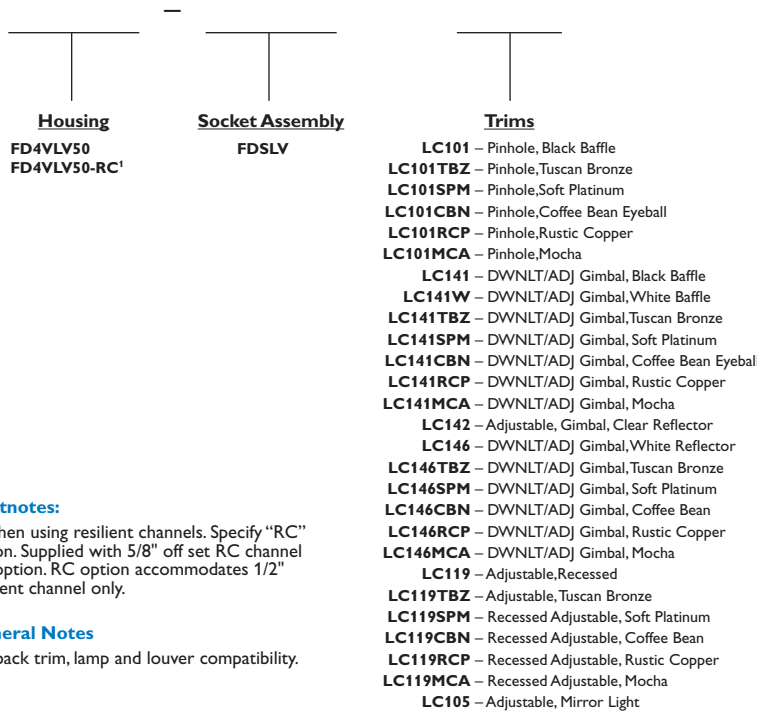 –
Housing
FD4VLV50
FD4VLV50-RC¹
Socket Assembly
FDSLV
Trims
LC101 – Pinhole, Black Baffle
LC101TBZ – Pinhole,Tuscan Bronze
LC101SPM – Pinhole,Soft Platinum
LC101CBN – Pinhole,Coffee Bean Eyeball
LC101RCP – Pinhole,Rustic Copper
LC101MCA – Pinhole,Mocha
LC141 – DWNLT/ADJ Gimbal, Black Baffle
LC141W – DWNLT/ADJ Gimbal,White Baffle
LC141TBZ – DWNLT/ADJ Gimbal,Tuscan Bronze
LC141SPM – DWNLT/ADJ Gimbal, Soft Platinum
LC141CBN – DWNLT/ADJ Gimbal, Coffee Bean Eyeball
LC141RCP – DWNLT/ADJ Gimbal, Rustic Copper
LC141MCA – DWNLT/ADJ Gimbal, Mocha
LC142 – Adjustable, Gimbal, Clear Reflector
LC146 – DWNLT/ADJ Gimbal,White Reflector
LC146TBZ – DWNLT/ADJ Gimbal,Tuscan Bronze
LC146SPM – DWNLT/ADJ Gimbal, Soft Platinum
LC146CBN – DWNLT/ADJ Gimbal, Coffee Bean
LC146RCP – DWNLT/ADJ Gimbal, Rustic Copper
LC146MCA – DWNLT/ADJ Gimbal, Mocha
LC119 – Adjustable,Recessed
LC119TBZ – Adjustable,Tuscan Bronze
LC119SPM – Recessed Adjustable, Soft Platinum
LC119CBN – Recessed Adjustable, Coffee Bean
LC119RCP – Recessed Adjustable, Rustic Copper
LC119MCA – Recessed Adjustable, Mocha
LC105 – Adjustable, Mirror Light
tnotes:
hen using resilient channels. Specify “RC”
on. Supplied with 5/8" off set RC channel
option. RC option accommodates 1/2"
ent channel only.
neral Notes
back trim, lamp and louver compatibility.